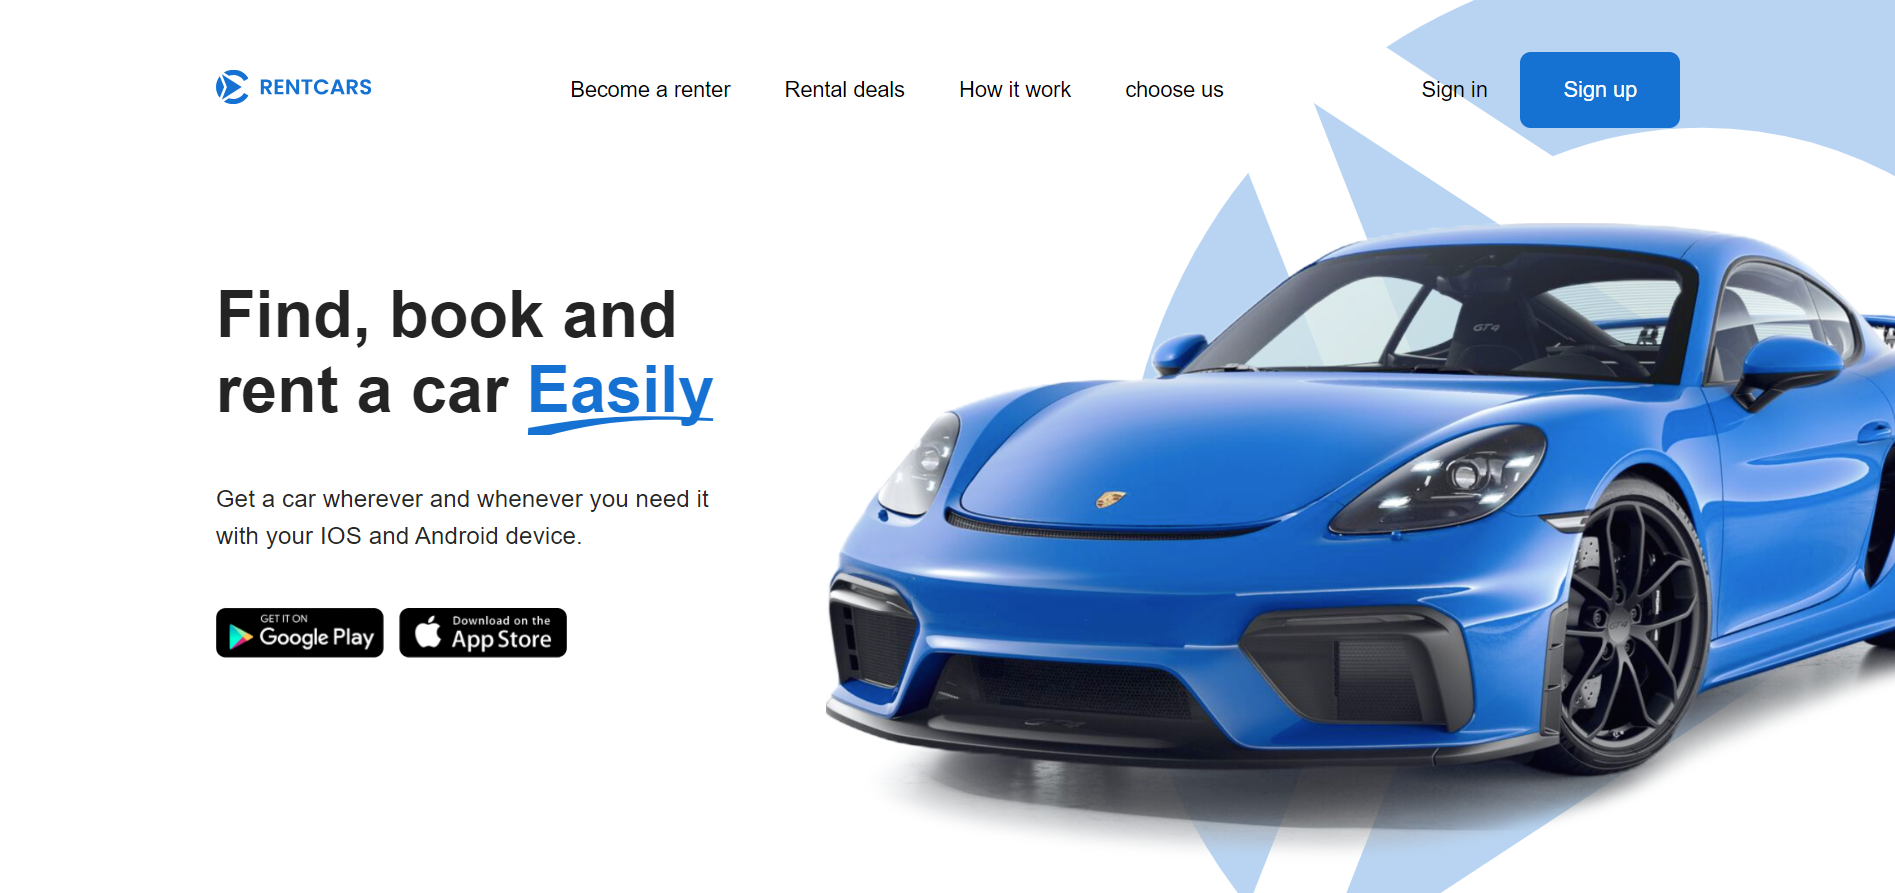 RENTCARS
Become a renter
Rental deals
How it work
choose us
Sign in
Sign up
Find, book and
rent a car Easily
Get a car wherever and whenever you need it
with your IOS and Android device.
GET IT ON
Google Play
Download on the
App Store
GT4
GT4
GT4